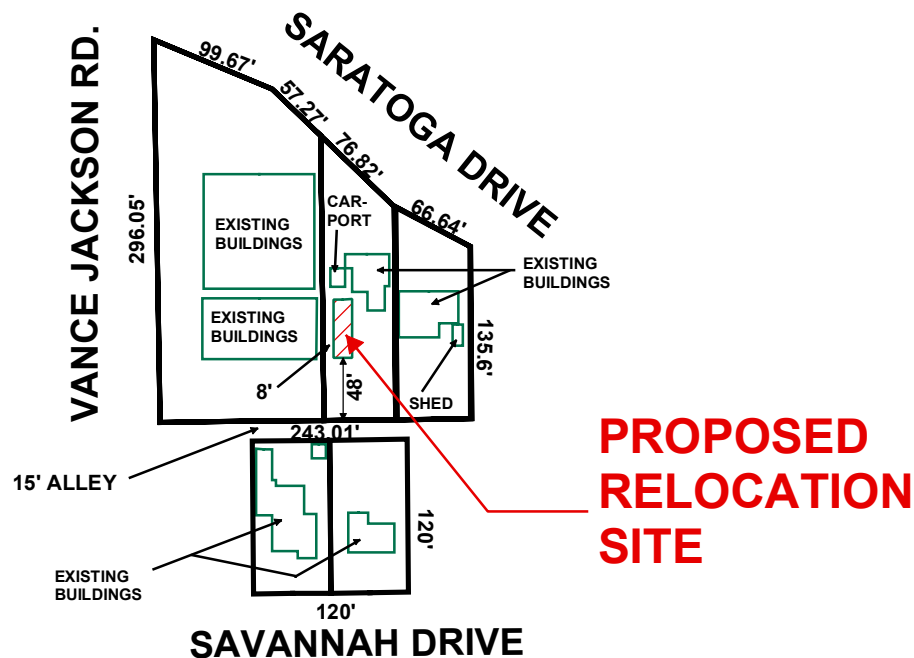 VANCE JACKSON RD.
SARATOGA DRIVE
99.67'
57.27'
76.82'
66.64'
296.05'
CAR-
PORT
EXISTING
BUILDINGS
EXISTING
BUILDINGS
EXISTING
BUILDINGS
135.6'
8'
48'
SHED
243.01'
15' ALLEY
PROPOSED
RELOCATION
SITE
120'
EXISTING
BUILDINGS
120'
SAVANNAH DRIVE